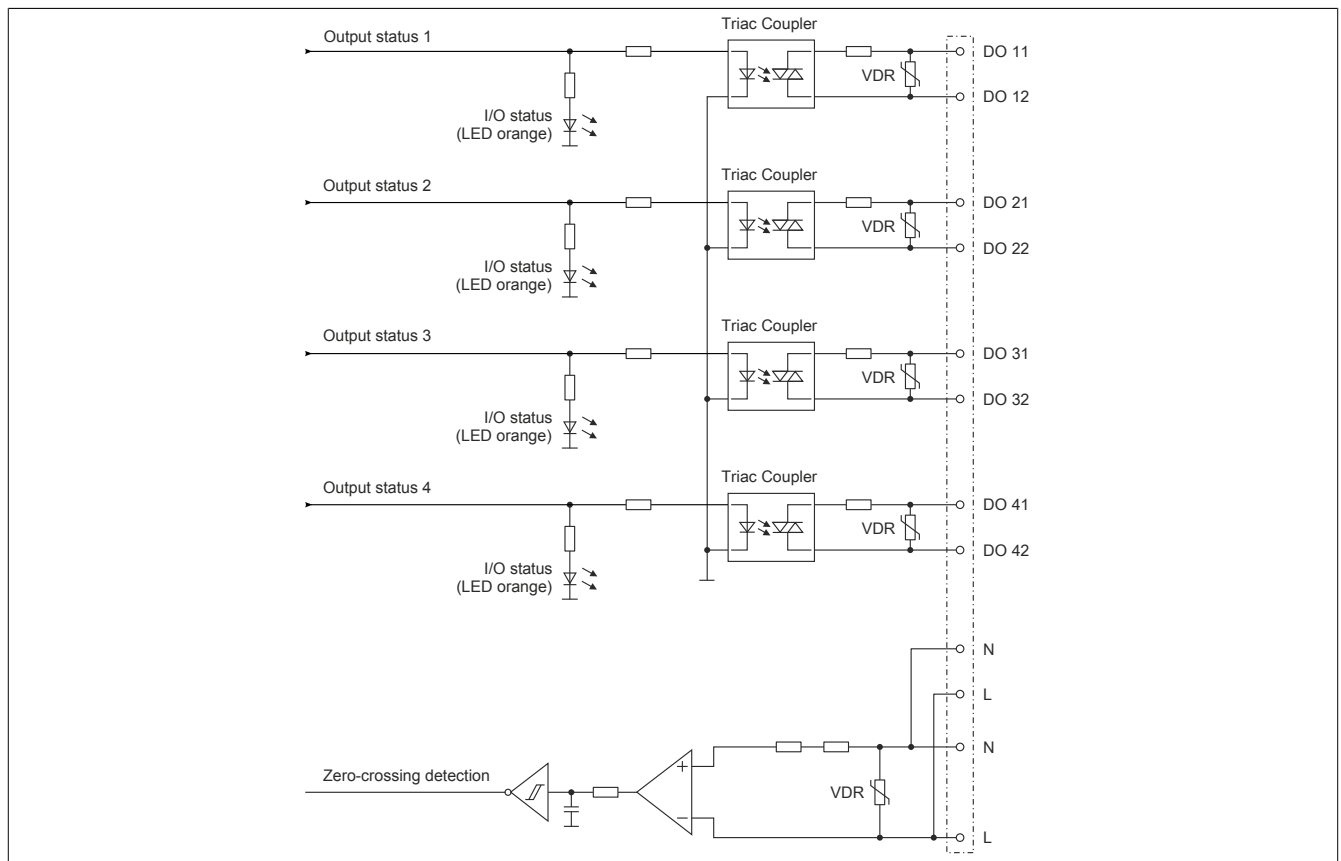 Triac Coupler
Output status 1
DO 11
VDR
DO 12
I/O status
(LED orange)
Triac Coupler
Output status 2
DO 21
VDR
DO 22
I/O status
(LED orange)
Triac Coupler
Output status 3
DO 31
VDR
DO 32
I/O status
(LED orange)
Triac Coupler
Output status 4
DO 41
VDR
DO 42
I/O status
(LED orange)
N
L
N
+
Zero-crossing detection
VDR
−
L